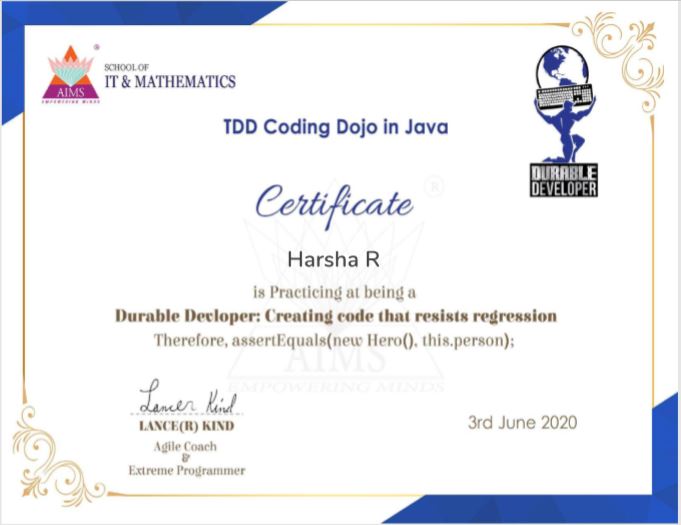 SCHOOL OF
IT & MATHEMATICS
AIMS
EMPOWERING MINDS
®
DURABLE
DEVELOPER
TDD Coding Dojo in Java
Certificate
®
Harsha R
is Practicing at being a
Durable Devloper: Creating code that resists regression
Therefore, assertEquals(new Hero(), this.person);
AIMS
EMPOWERING MINDS
Lancer Kind
LANCE(R) KIND
Agile Coach
&
Extreme Programmer
3rd June 2020